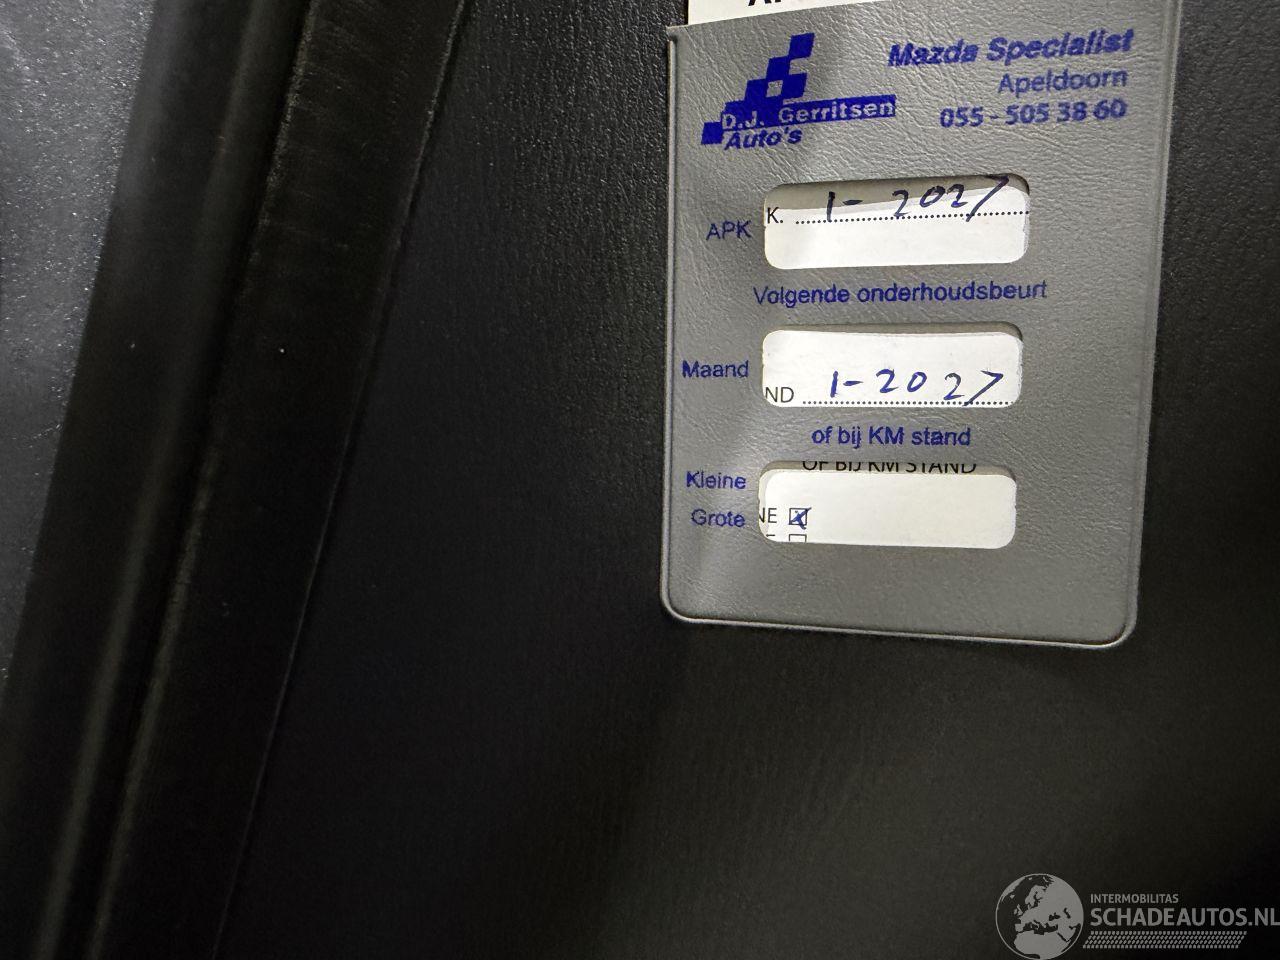 Mazda Specialist
Apeldoorn
055 - 505 38 60
D.J. Gerritsen
Auto's
APK
K. 1- 2027
Volgende onderhoudsbeurt
Maand
ND 1-2027
of bij KM stand
OF BIJ KM STAND
Kleine
Grote
NE
INTERMOBILITAS
SCHADEAUTOS.NL